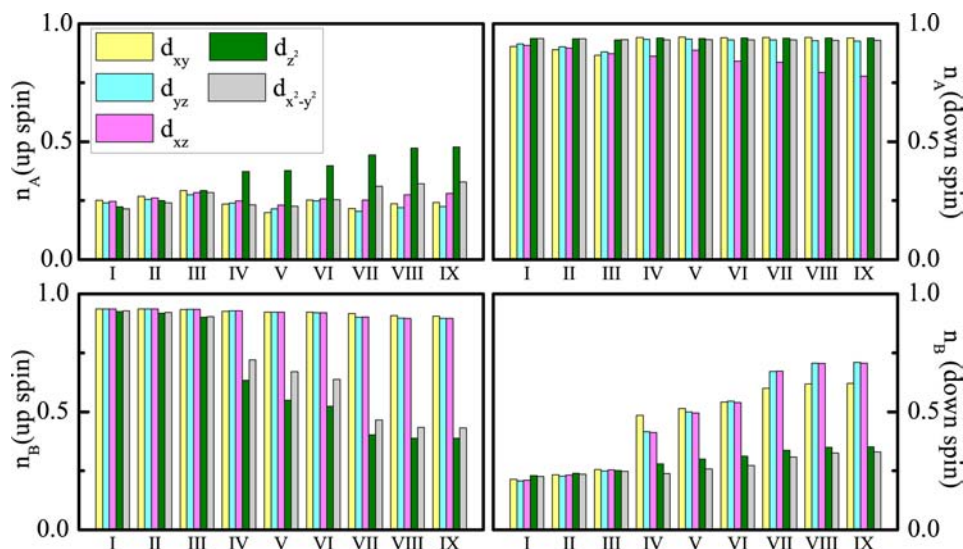 1.0
0.5
0.0
n_A (up spin)
d_xy
d_yz
d_xz
d_z²
d_x²-y²
I II III IV V VI VII VIII IX
1.0
0.5
0.0
n_A (down spin)
I II III IV V VI VII VIII IX
1.0
0.5
0.0
n_B (up spin)
I II III IV V VI VII VIII IX
1.0
0.5
0.0
n_B (down spin)
I II III IV V VI VII VIII IX